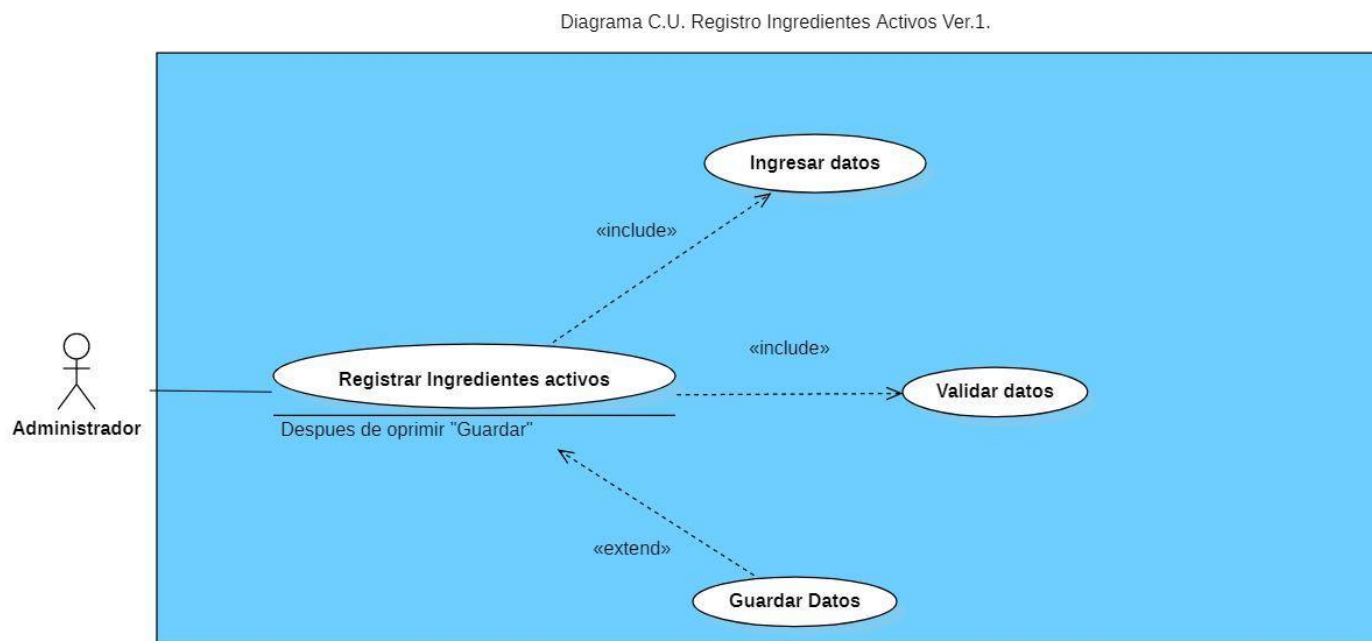 Diagrama C.U. Registro Ingredientes Activos Ver.1.
Ingresar datos
«include»
«include»
Registrar Ingredientes activos
Validar datos
Administrador
Despues de oprimir "Guardar"
«extend»
Guardar Datos